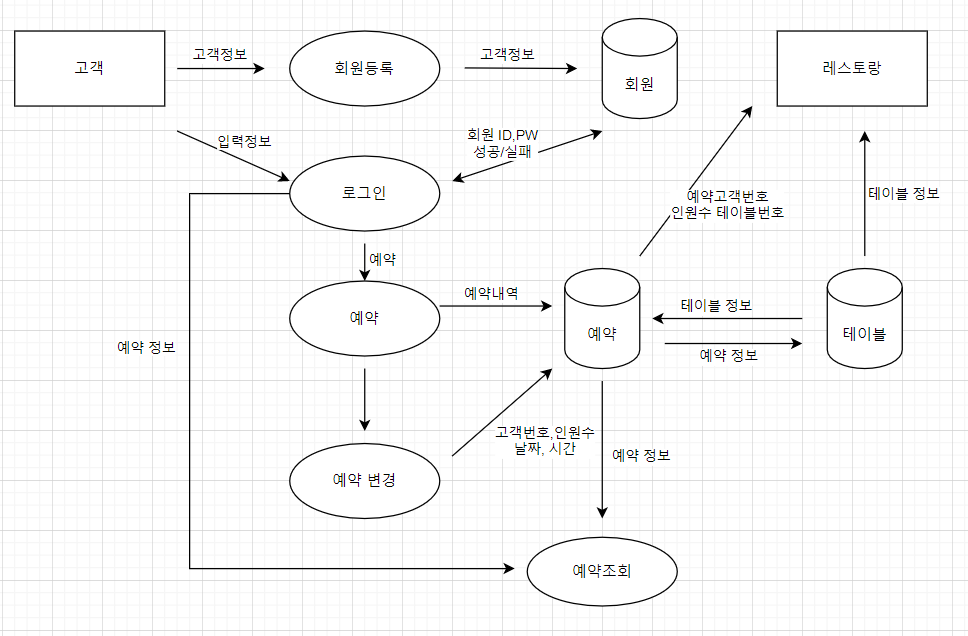 고객
고객정보
회원등록
고객정보
회원
레스토랑
입력정보
회원 ID,PW
성공/실패
로그인
예약고객번호
인원수 테이블번호
테이블 정보
예약
예약
예약내역
예약
테이블 정보
예약 정보
테이블
예약 정보
고객번호,인원수
날짜, 시간
예약 정보
예약 변경
예약조회